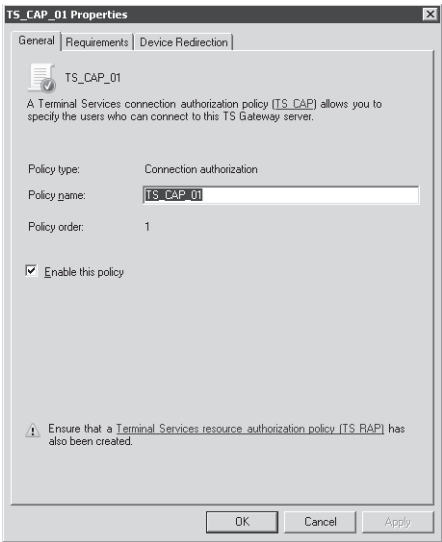 TS_CAP_01 Properties
General Requirements Device Redirection
TS_CAP_01
A Terminal Services connection authorization policy (TS CAP) allows you to
specify the users who can connect to this TS Gateway server.
Policy type: Connection authorization
Policy name: TS_CAP_01
Policy order: 1
Enable this policy
Ensure that a Terminal Services resource authorization policy (TS RAP) has
also been created.
OK Cancel Apply